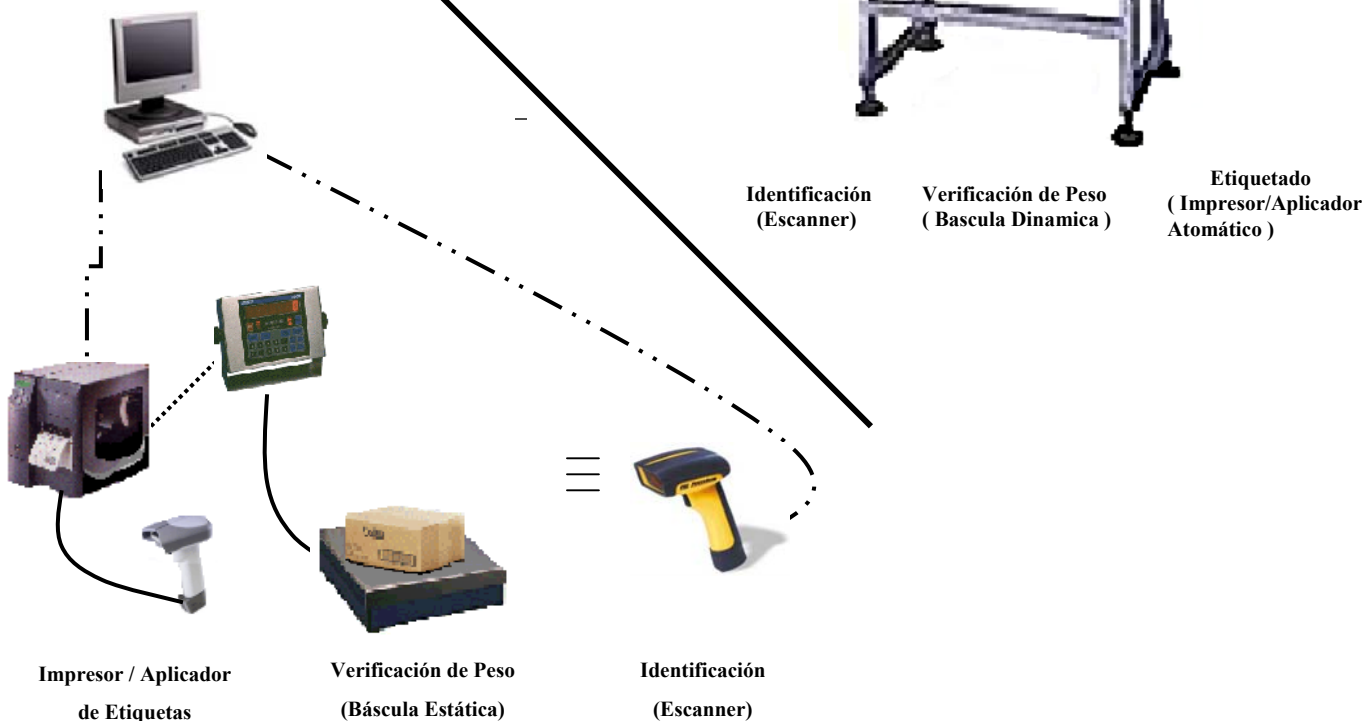 Identificación
(Escanner)
Verificación de Peso
( Bascula Dinamica )
Etiquetado
( Impresor/Aplicador
Atomático )
Impresor / Aplicador
de Etiquetas
Verificación de Peso
(Báscula Estática)
Identificación
(Escanner)